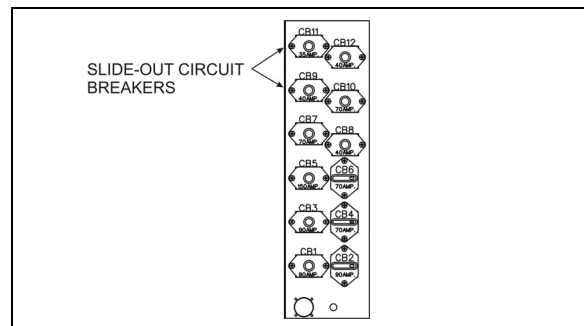 CB11
CB12
35AMP.
40AMP.
SLIDE-OUT CIRCUIT
BREAKERS
CB9
CB10
40AMP.
70AMP.
CB7
CB8
70AMP.
40AMP.
CB5
CB6
150AMP.
70AMP.
CB3
CB4
90AMP.
70AMP.
CB1
CB2
90AMP.
90AMP.